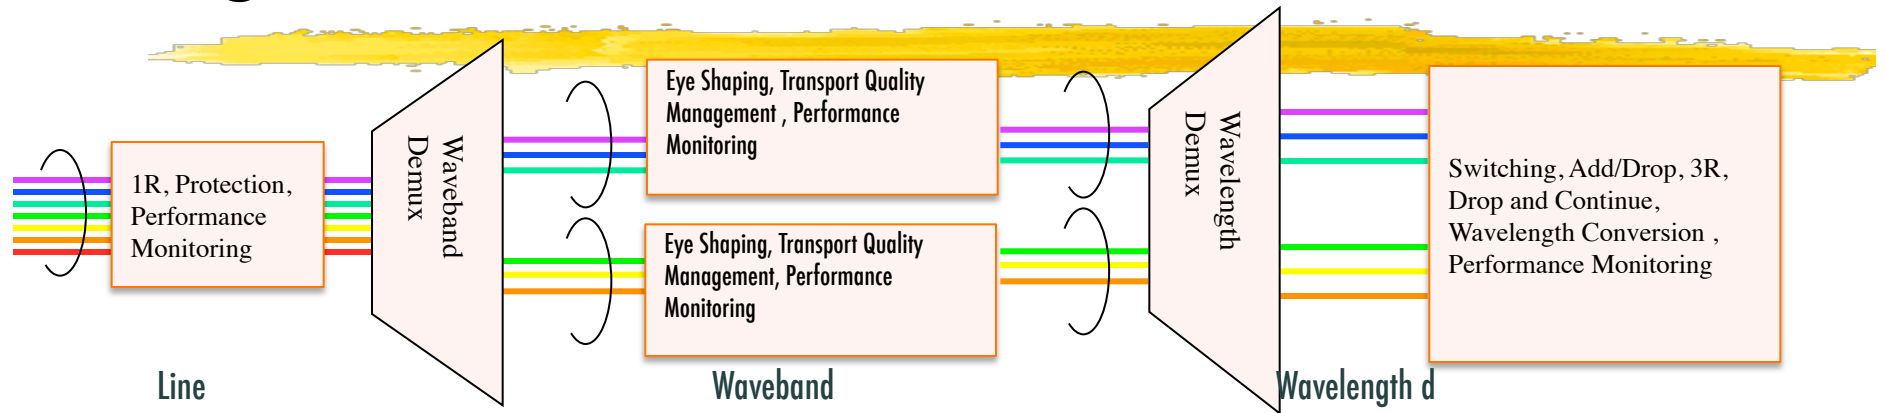 1R, Protection,
Performance
Monitoring
Waveband
Demux
Eye Shaping, Transport Quality
Management , Performance
Monitoring
Eye Shaping, Transport Quality
Management, Performance
Monitoring
Wavelength
Demux
Switching, Add/Drop, 3R,
Drop and Continue,
Wavelength Conversion ,
Performance Monitoring
Line
Waveband
Wavelength d